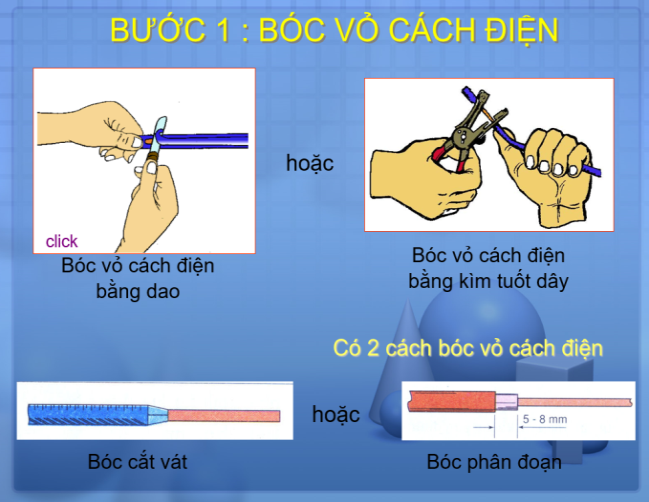 BƯỚC 1 : BÓC VỎ CÁCH ĐIỆN
hoặc
click
Bóc vỏ cách điện
bằng dao
Bóc vỏ cách điện
bằng kìm tuốt dây
Có 2 cách bóc vỏ cách điện
hoặc
5 - 8 mm
Bóc cắt vát
Bóc phân đoạn